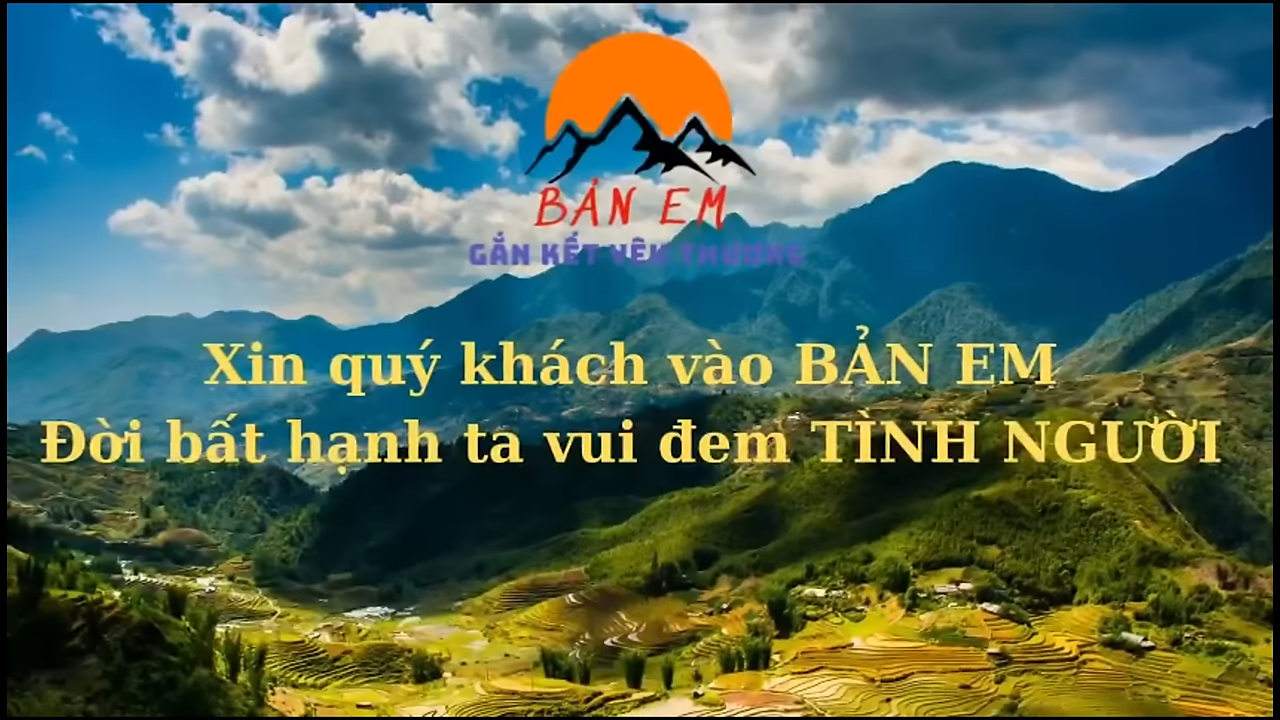 BẢN EM
GẮN KẾT YÊU THƯƠNG
Xin quý khách vào BẢN EM
Đời bất hạnh ta vui đem TÌNH NGƯỜI